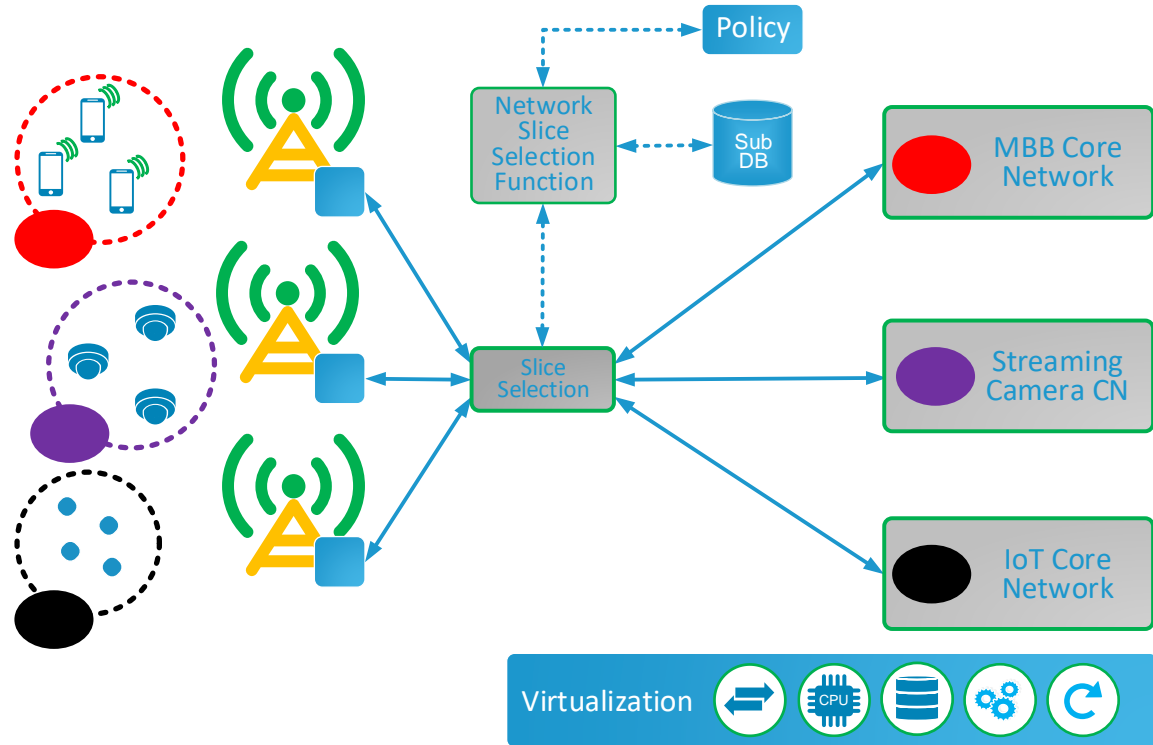 Policy
Network
Slice
Selection
Function
Sub
DB
MBB Core
Network
Slice
Selection
Streaming
Camera CN
IoT Core
Network
Virtualization
CPU